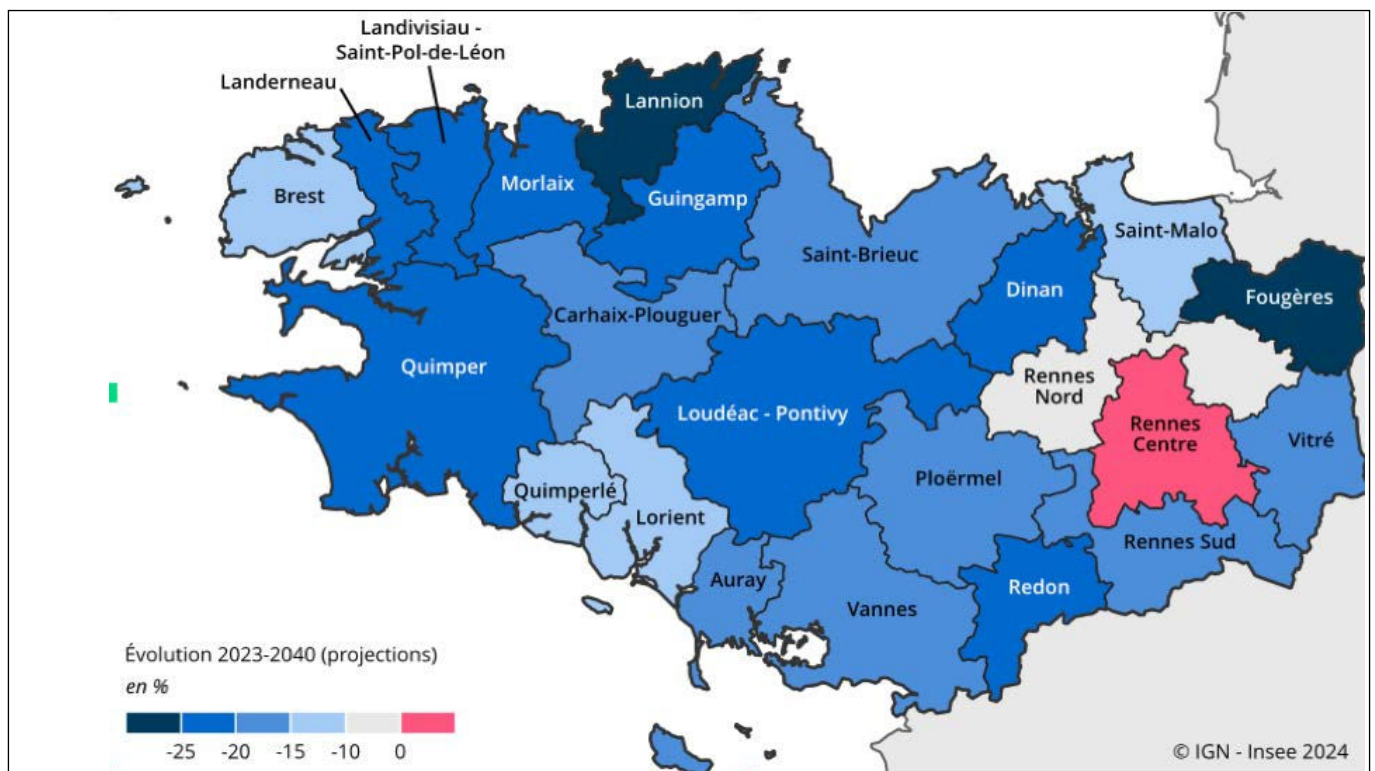 Landivisiau -
Saint-Pol-de-Léon
Landerneau
Lannion
Brest
Morlaix
Guingamp
Saint-Brieuc
Saint-Malo
Dinan
Fougères
Carhaix-Plouguer
Quimper
Rennes
Nord
Loudéac - Pontivy
Rennes
Centre
Vitré
Ploërmel
Quimperlé
Lorient
Rennes Sud
Auray
Vannes
Redon
Évolution 2023-2040 (projections)
en %
-25 -20 -15 -10 0
© IGN - Insee 2024